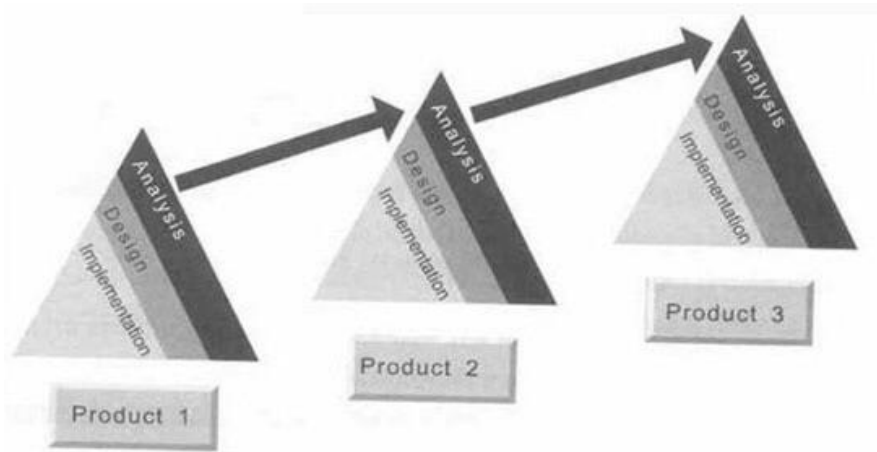 Analysis
Design
Implementation
Product 1
Analysis
Design
Implementation
Product 2
Analysis
Design
Implementation
Product 3